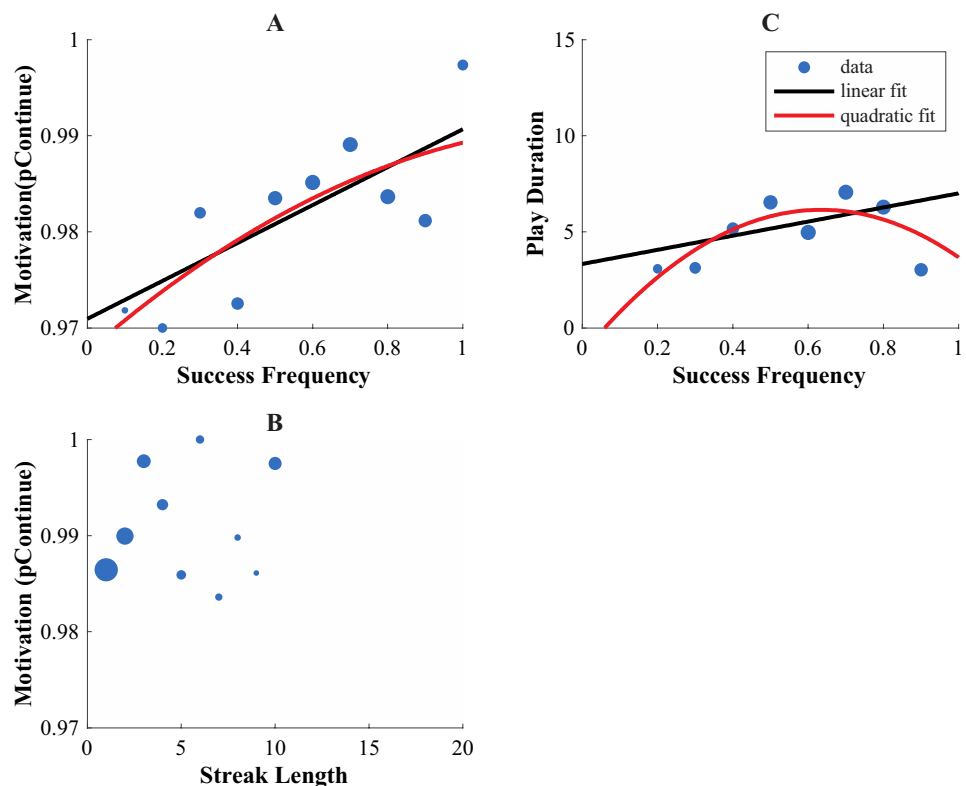 A
Motivation(pContinue)
1
0.99
0.98
0.97
0 0.2 0.4 0.6 0.8 1
Success Frequency
C
Play Duration
15
10
5
0
data
linear fit
quadratic fit
0 0.2 0.4 0.6 0.8 1
Success Frequency
B
Motivation (pContinue)
1
0.99
0.98
0.97
0 5 10 15 20
Streak Length